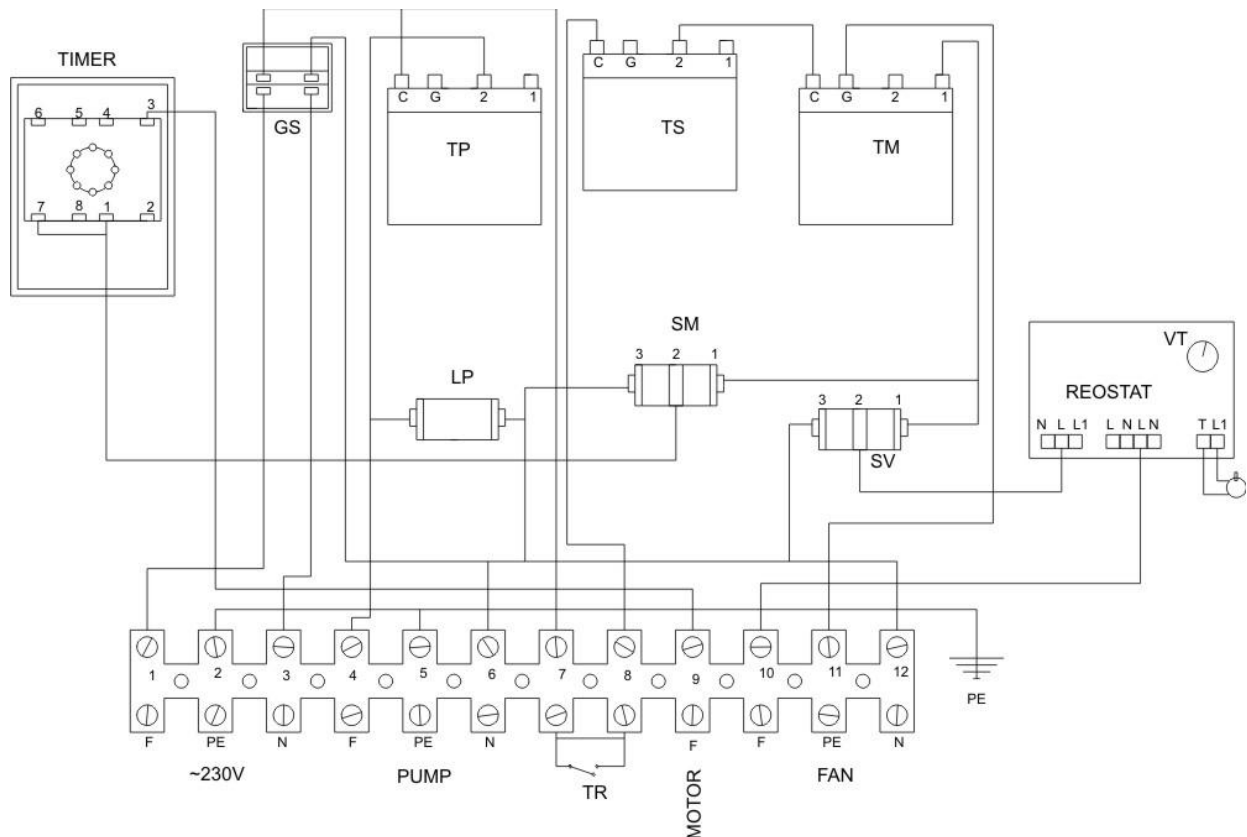 TIMER
6 5 4 3
7 8 1 2
GS
C G 2 1
TP
C G 2 1
TS
C G 2 1
TM
SM
3 2 1
LP
3 2 1
SV
VT
REOSTAT
N L L1 L N L N T L1
1 2 3 4 5 6 7 8 9 10 11 12
PE
F PE N F PE N F F PE N
~230V PUMP TR MOTOR FAN